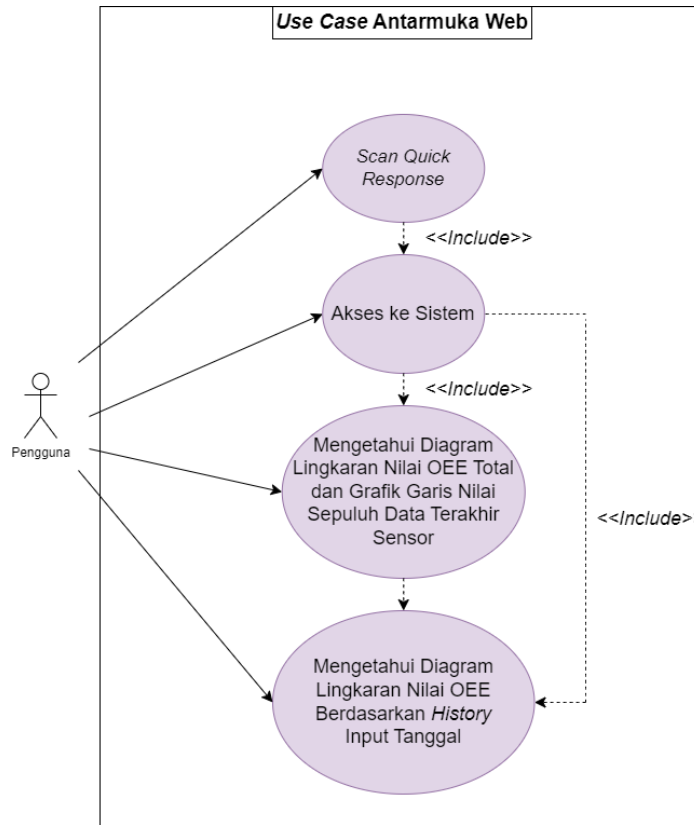 Use Case Antarmuka Web
Scan Quick
Response
<<Include>>
Akses ke Sistem
<<Include>>
Pengguna
Mengetahui Diagram
Lingkaran Nilai OEE Total
dan Grafik Garis Nilai
Sepuluh Data Terakhir
Sensor
<<Include>
Mengetahui Diagram
Lingkaran Nilai OEE
Berdasarkan History
Input Tanggal